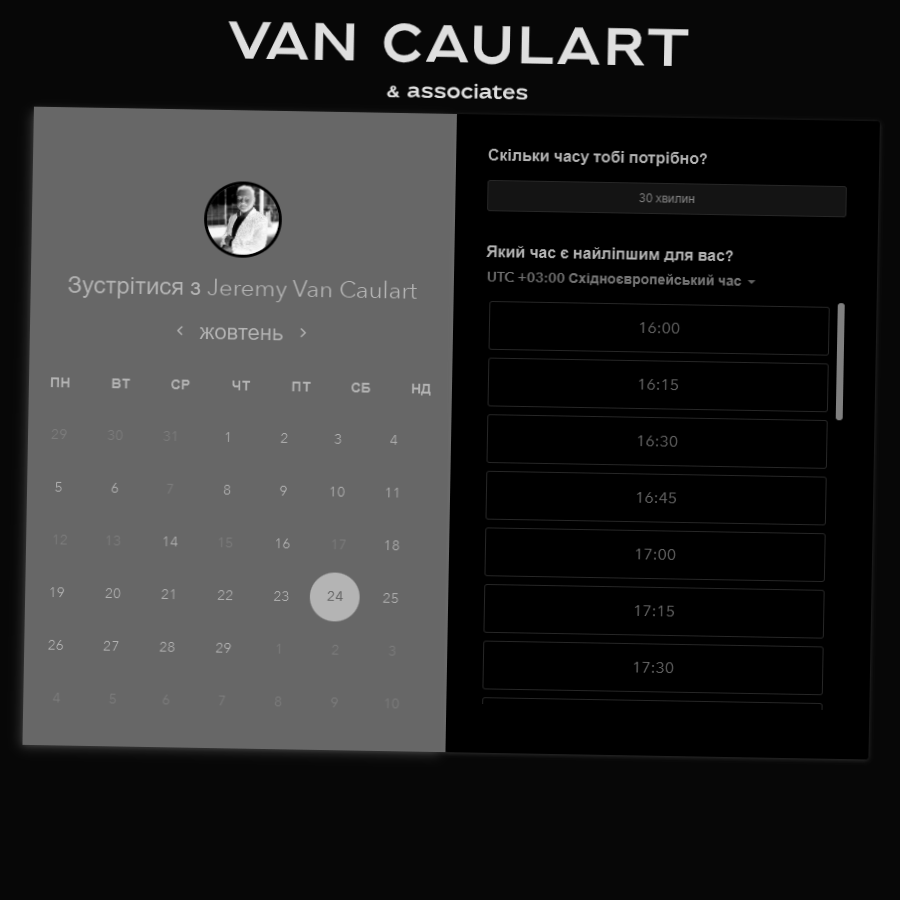 VAN CAULART
& associates
Зустрітися з Jeremy Van Caulart
жовтень
ПН ВТ СР ЧТ ПТ СБ НД
29 30 31 1 2 3 4
5 6 7 8 9 10 11
12 13 14 15 16 17 18
19 20 21 22 23 24 25
26 27 28 29 1 2 3
4 5 6 7 8 9 10
Скільки часу тобі потрібно?
30 хвилин
Який час є найліпшим для вас?
UTC +03:00 Східноєвропейський час
16:00
16:15
16:30
16:45
17:00
17:15
17:30